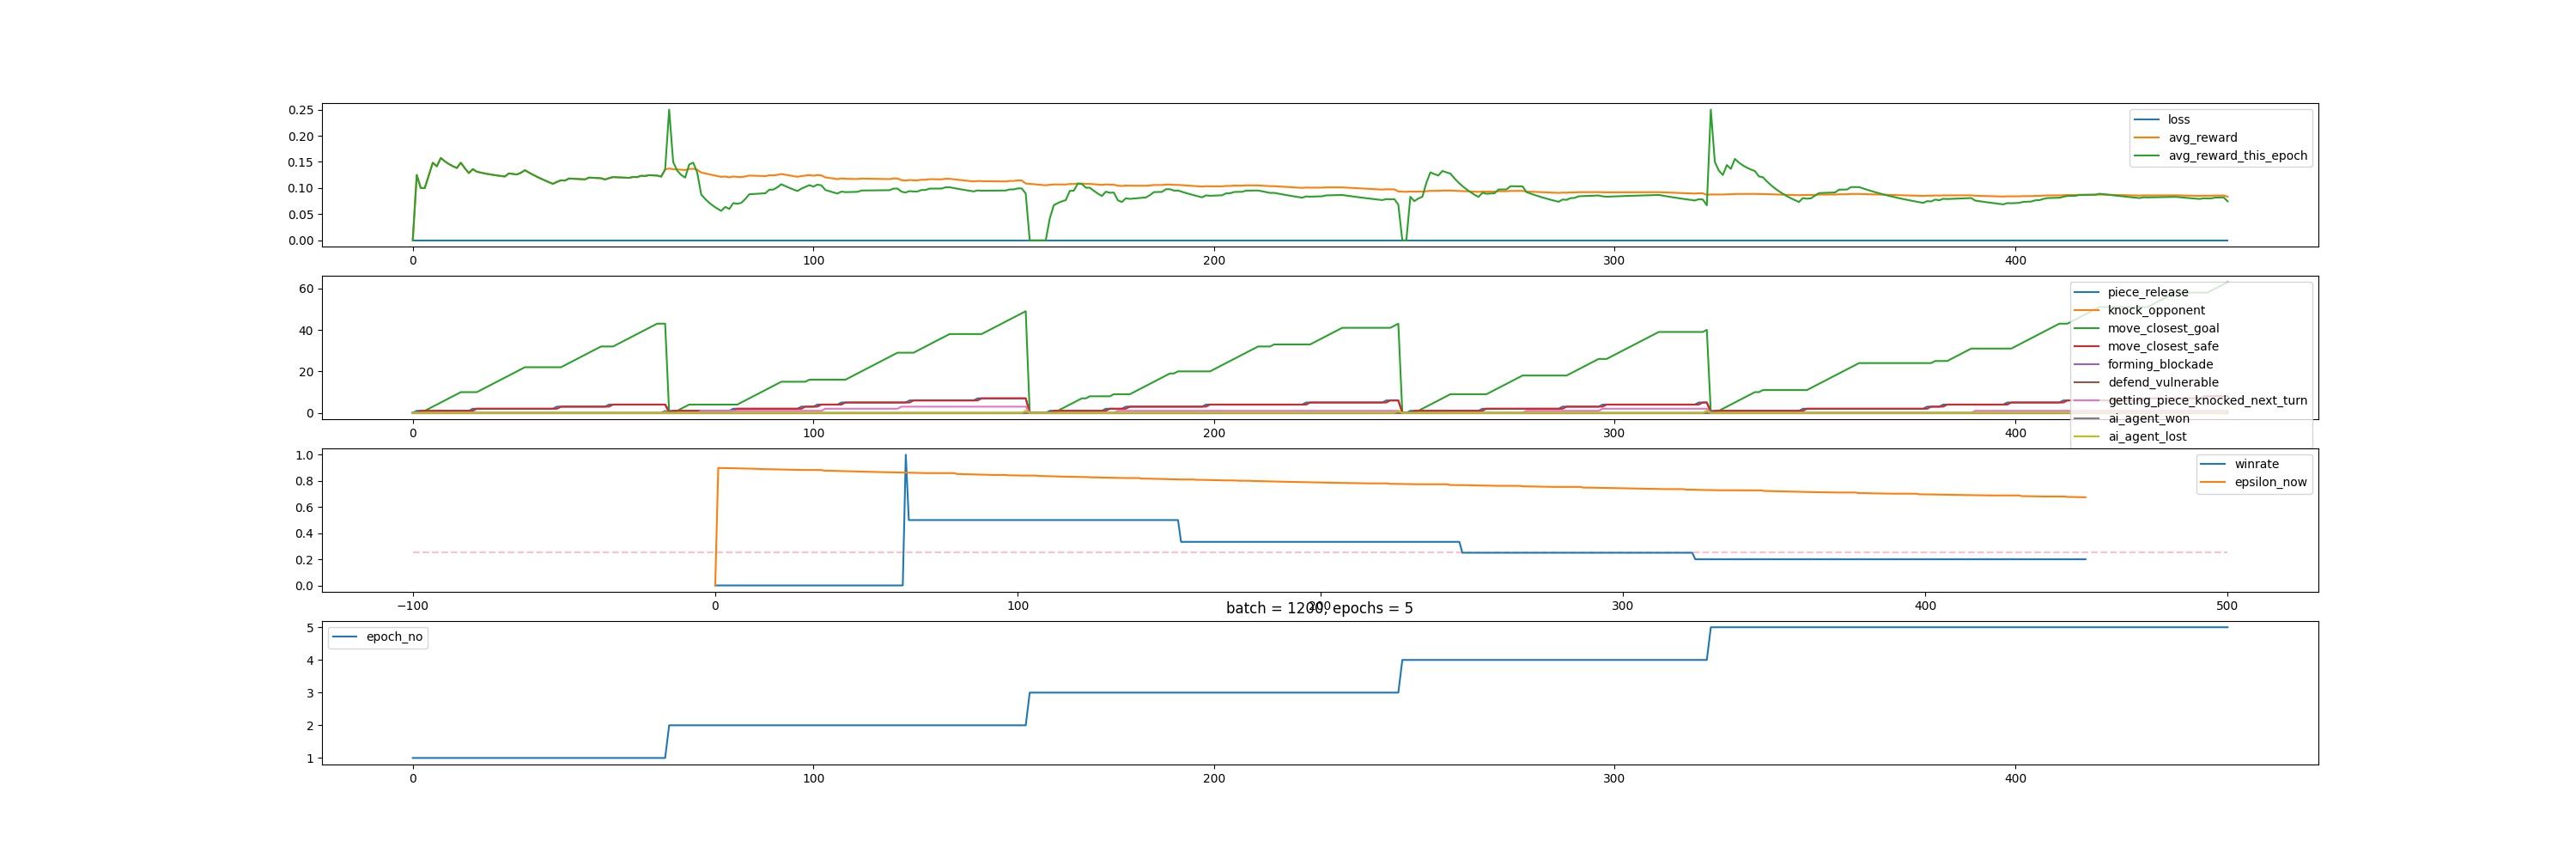 0.25
0.20
0.15
0.10
0.05
0.00
loss
avg_reward
avg_reward_this_epoch
0 100 200 300 400
60
40
20
0
piece_release
knock_opponent
move_closest_goal
move_closest_safe
forming_blockade
defend_vulnerable
getting_piece_knocked_next_turn
ai_agent_won
ai_agent_lost
0 100 200 300 400
1.0
0.8
0.6
0.4
0.2
0.0
winrate
epsilon_now
−100 0 100 200 300 400 500
batch = 1200, epochs = 5
5
4
3
2
1
epoch_no
0 100 200 300 400